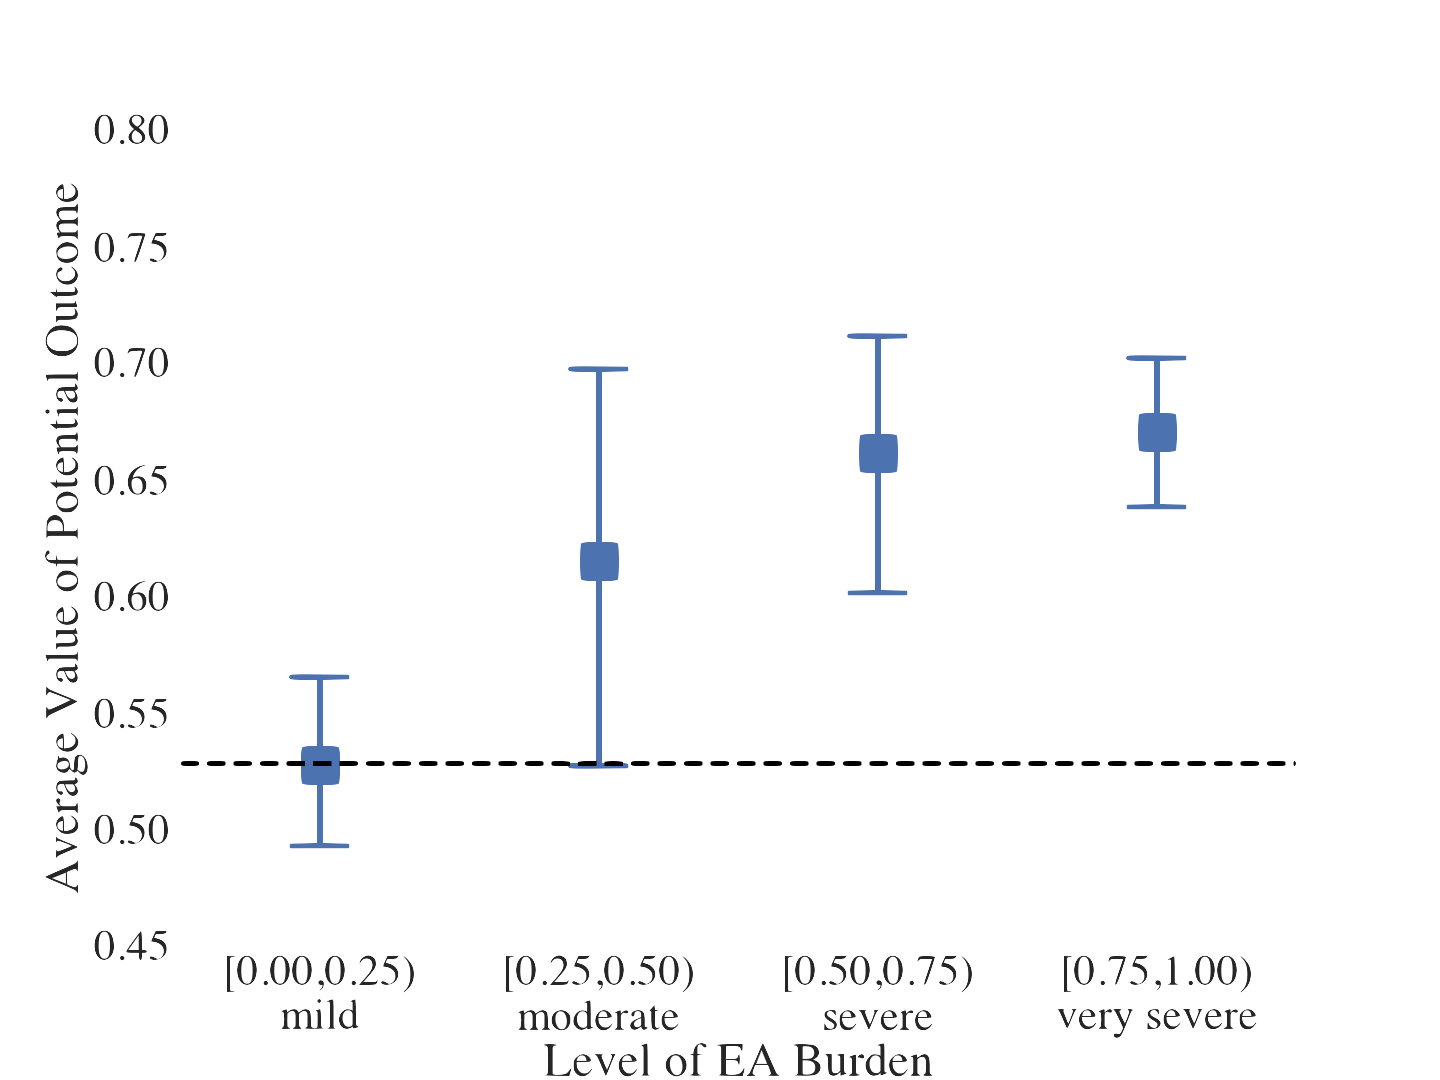 Average Value of Potential Outcome
0.80
0.75
0.70
0.65
0.60
0.55
0.50
0.45
[0.00,0.25) [0.25,0.50) [0.50,0.75) [0.75,1.00)
mild moderate severe very severe
Level of EA Burden